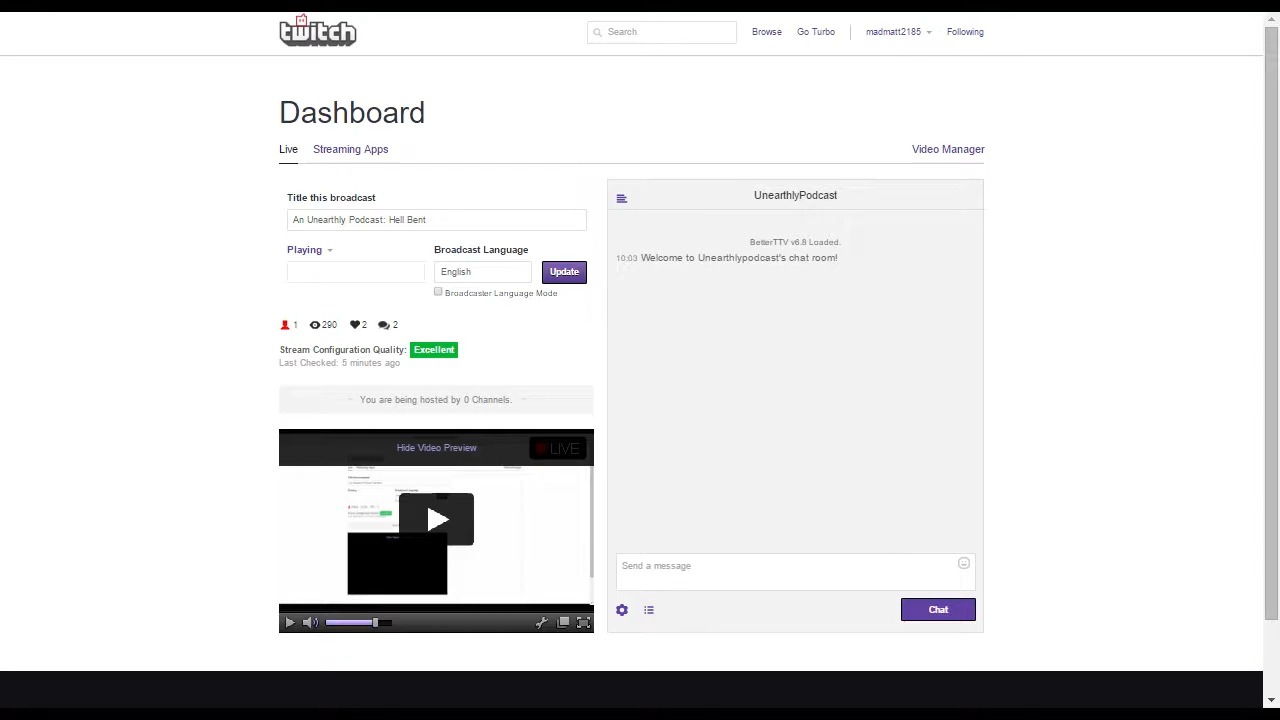 twitch
Search
Browse
Go Turbo
madmatt2185
Following
Dashboard
Live
Streaming Apps
Video Manager
Title this broadcast
An Unearthly Podcast: Hell Bent
Playing
Broadcast Language
English
Update
Broadcaster Language Mode
1
290
2
2
Stream Configuration Quality: Excellent
Last Checked: 5 minutes ago
You are being hosted by 0 Channels.
Hide Video Preview
LIVE
UnearthlyPodcast
BetterTTV v6.8 Loaded.
10:03 Welcome to Unearthlypodcast's chat room!
Send a message
Chat